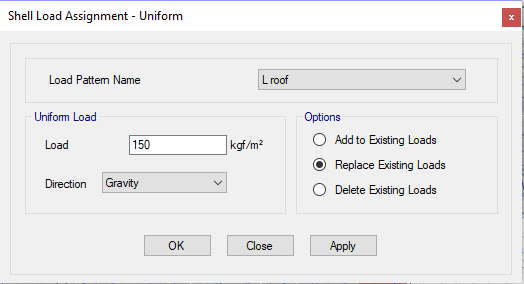 Shell Load Assignment - Uniform
x
Load Pattern Name
L roof
Uniform Load
Load
150
kgf/m²
Direction
Gravity
Options
Add to Existing Loads
Replace Existing Loads
Delete Existing Loads
OK
Close
Apply